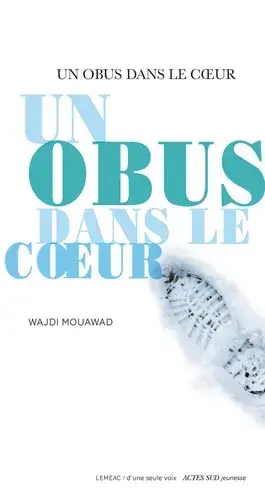 UN OBUS DANS LE CŒUR
UN
OBUS
DANS LE
CŒUR
WAJDI MOUAWAD
LEMEAC / d'une seule voix ACTES SUD jeunesse